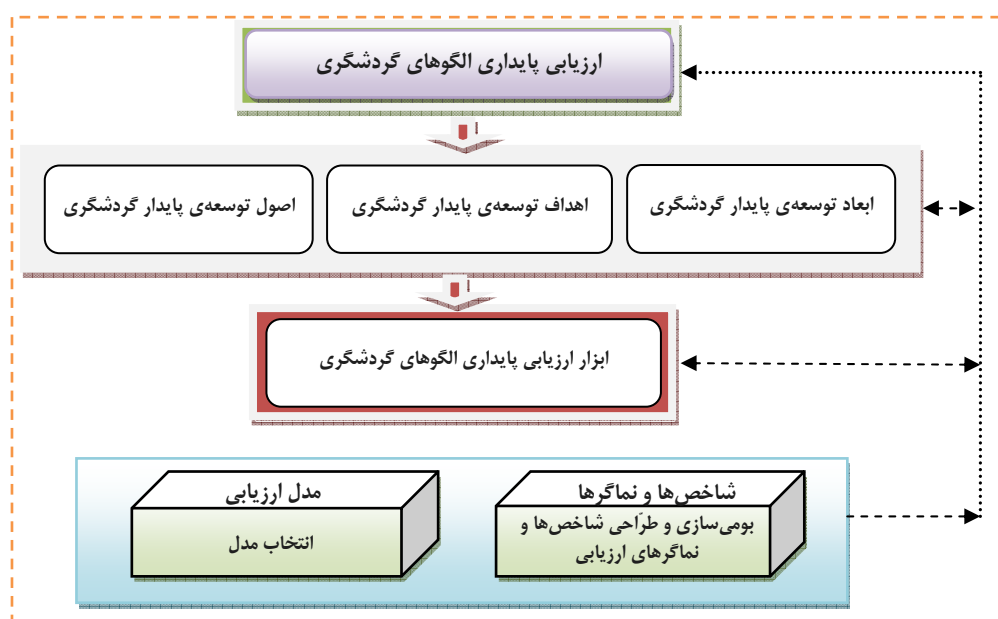 ارزیابی پایداری الگوهای گردشگری
ابعاد توسعه‌ی پایدار گردشگری
اهداف توسعه‌ی پایدار گردشگری
اصول توسعه‌ی پایدار گردشگری
ابزار ارزیابی پایداری الگوهای گردشگری
شاخص‌ها و نماگرها
بومی‌سازی و طرّاحی شاخص‌ها و
نماگرهای ارزیابی
مدل ارزیابی
انتخاب مدل